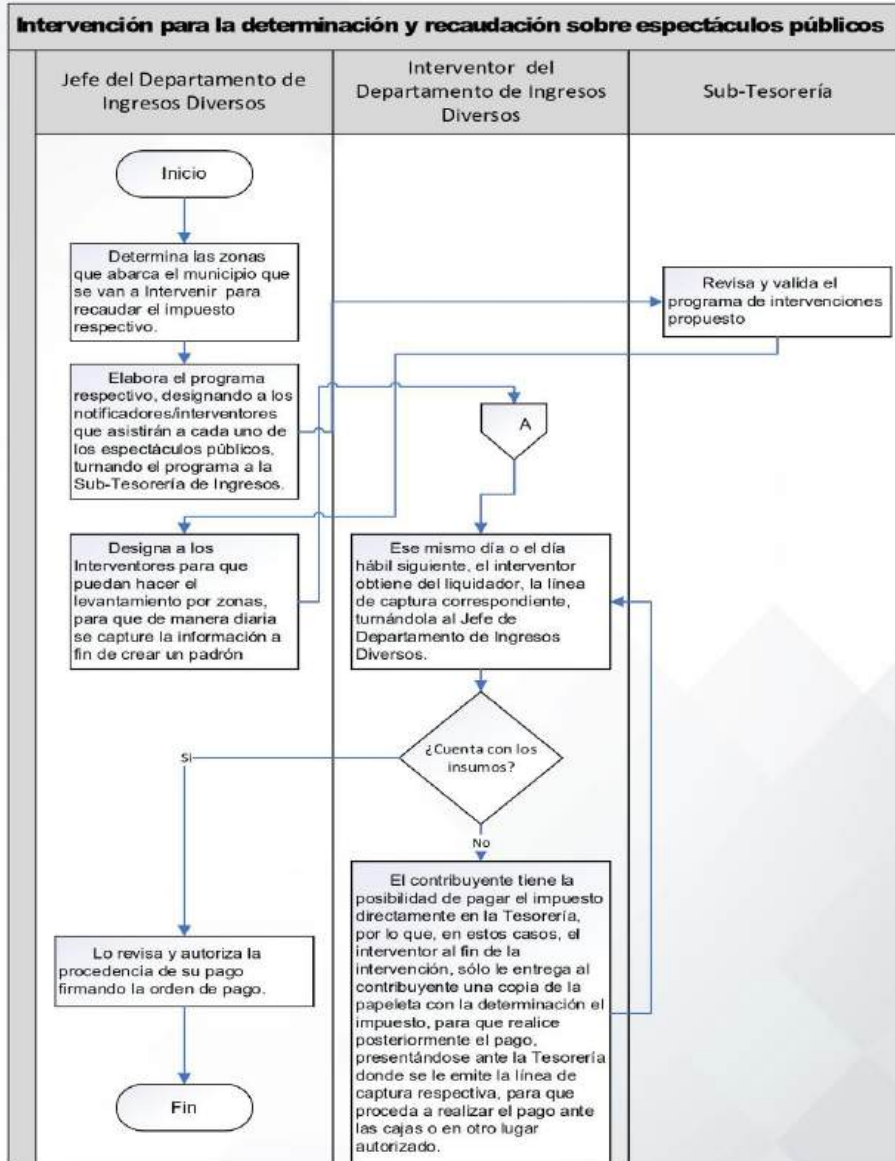 Intervención para la determinación y recaudación sobre espectáculos públicos
Jefe del Departamento de
Ingresos Diversos
Interventor del
Departamento de Ingresos
Diversos
Sub-Tesorería
Inicio
Determina las zonas
que abarca el municipio que
se van a Intervenir para
recaudar el impuesto
respectivo.
Revisa y valida el
programa de intervenciones
propuesto
Elabora el programa
respectivo, designando a los
notificadores/interventores
que asistirán a cada uno de
los espectáculos públicos,
turnando el programa a la
Sub-Tesorería de Ingresos.
A
Designa a los
Interventores para que
puedan hacer el
levantamiento por zonas,
para que de manera diaria
se capture la información a
fin de crear un padrón
Ese mismo día o el día
hábil siguiente, el interventor
obtiene del liquidador, la línea
de captura correspondiente,
turnándola al Jefe de
Departamento de Ingresos
Diversos.
¿Cuenta con los
insumos?
Si
No
El contribuyente tiene la
posibilidad de pagar el impuesto
directamente en la Tesorería,
por lo que, en estos casos, el
interventor al fin de la
intervención, sólo le entrega al
contribuyente una copia de la
papeleta con la determinación el
impuesto, para que realice
posteriormente el pago,
presentándose ante la Tesorería
donde se le emite la línea de
captura respectiva, para que
proceda a realizar el pago ante
las cajas o en otro lugar
autorizado.
Lo revisa y autoriza la
procedencia de su pago
firmando la orden de pago.
Fin